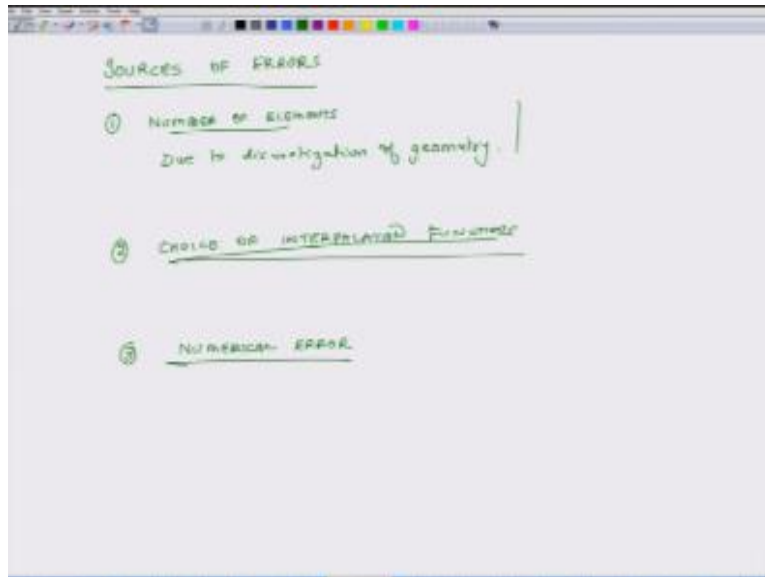 SOURCES OF ERRORS
① NUMBER OF ELEMENTS
Due to discretization of geometry.
② CHOICE OF INTERPOLATION FUNCTIONS
③ NUMERICAL ERROR